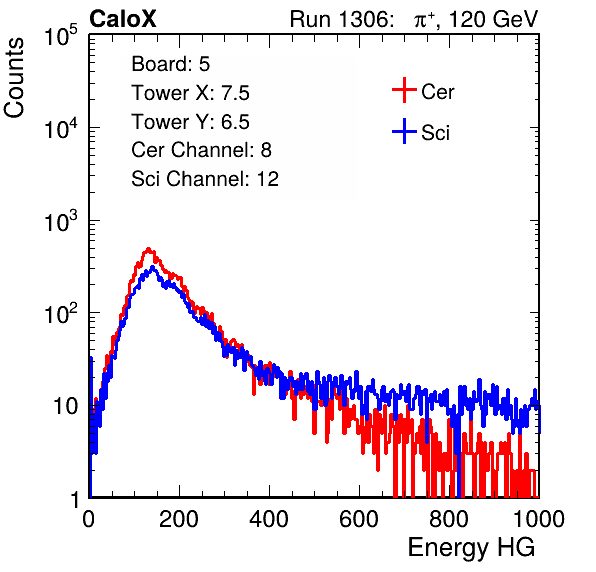 CaloX Run 1306: π⁺, 120 GeV
Counts
10⁵
10⁴
10³
10²
10
1
Board: 5
Tower X: 7.5
Tower Y: 6.5
Cer Channel: 8
Sci Channel: 12
Cer
Sci
0 200 400 600 800 1000
Energy HG